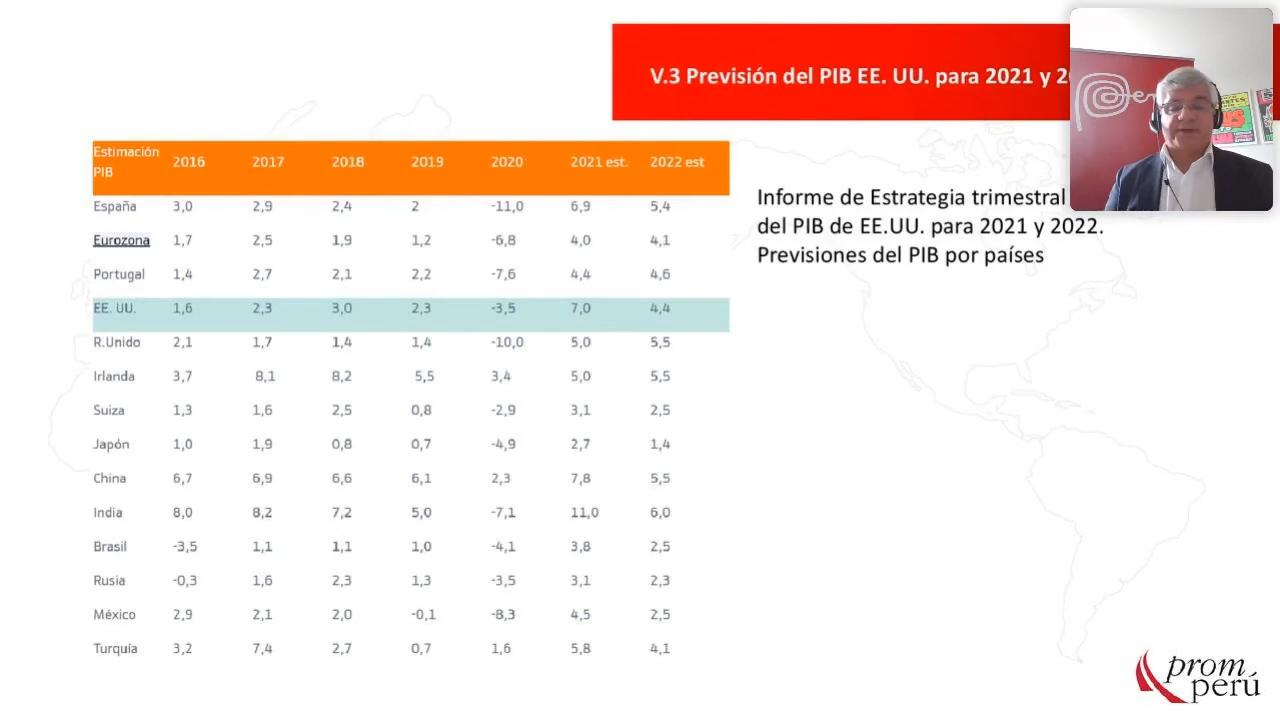 V.3 Previsión del PIB EE. UU. para 2021 y
Estimación PIB 2016 2017 2018 2019 2020 2021 est. 2022 est
España 3,0 2,9 2,4 2 -11,0 6,9 5,4
Eurozona 1,7 2,5 1,9 1,2 -6,8 4,0 4,1
Portugal 1,4 2,7 2,1 2,2 -7,6 4,4 4,6
EE. UU. 1,6 2,3 3,0 2,3 -3,5 7,0 4,4
R.Unido 2,1 1,7 1,4 1,4 -10,0 5,0 5,5
Irlanda 3,7 8,1 8,2 5,5 3,4 5,0 5,5
Suiza 1,3 1,6 2,5 0,8 -2,9 3,1 2,5
Japón 1,0 1,9 0,8 0,7 -4,9 2,7 1,4
China 6,7 6,9 6,6 6,1 2,3 7,8 5,5
India 8,0 8,2 7,2 5,0 -7,1 11,0 6,0
Brasil -3,5 1,1 1,1 1,0 -4,1 3,8 2,5
Rusia -0,3 1,6 2,3 1,3 -3,5 3,1 2,3
México 2,9 2,1 2,0 -0,1 -8,3 4,5 2,5
Turquía 3,2 7,4 2,7 0,7 1,6 5,8 4,1
Informe de Estrategia trimestral
del PIB de EE.UU. para 2021 y 2022.
Previsiones del PIB por países
prom
perú